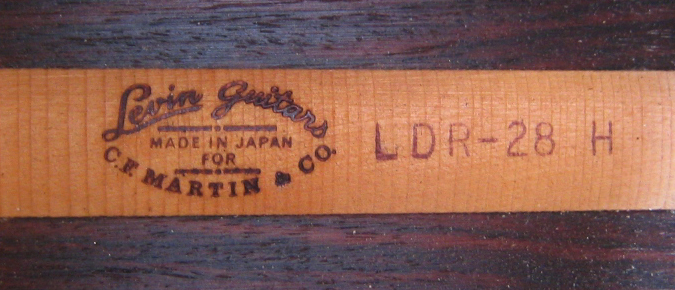 Levin Guitars
MADE IN JAPAN
FOR
C.F. MARTIN & CO.
LDR-28 H